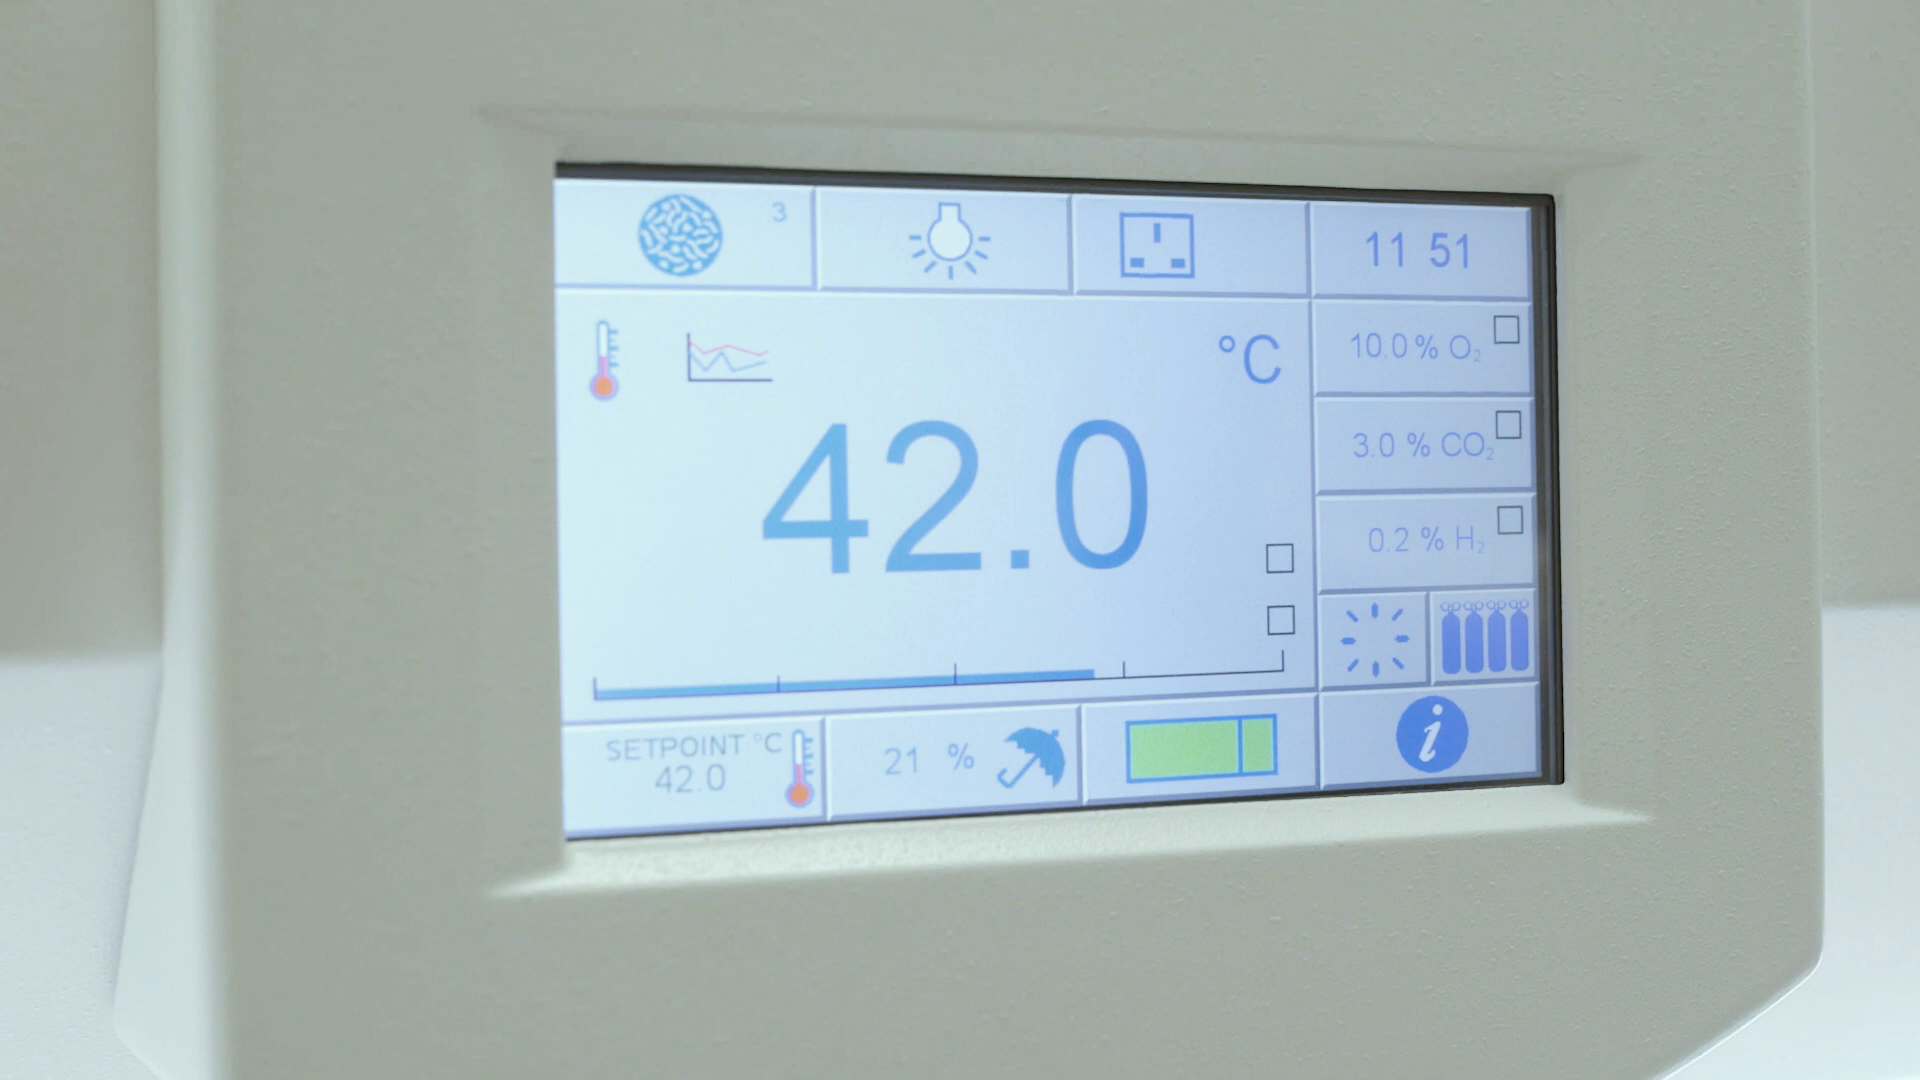 3
11 51
°C
42.0
10.0 % O₂
3.0 % CO₂
0.2 % H₂
SETPOINT °C
42.0
21 %
i